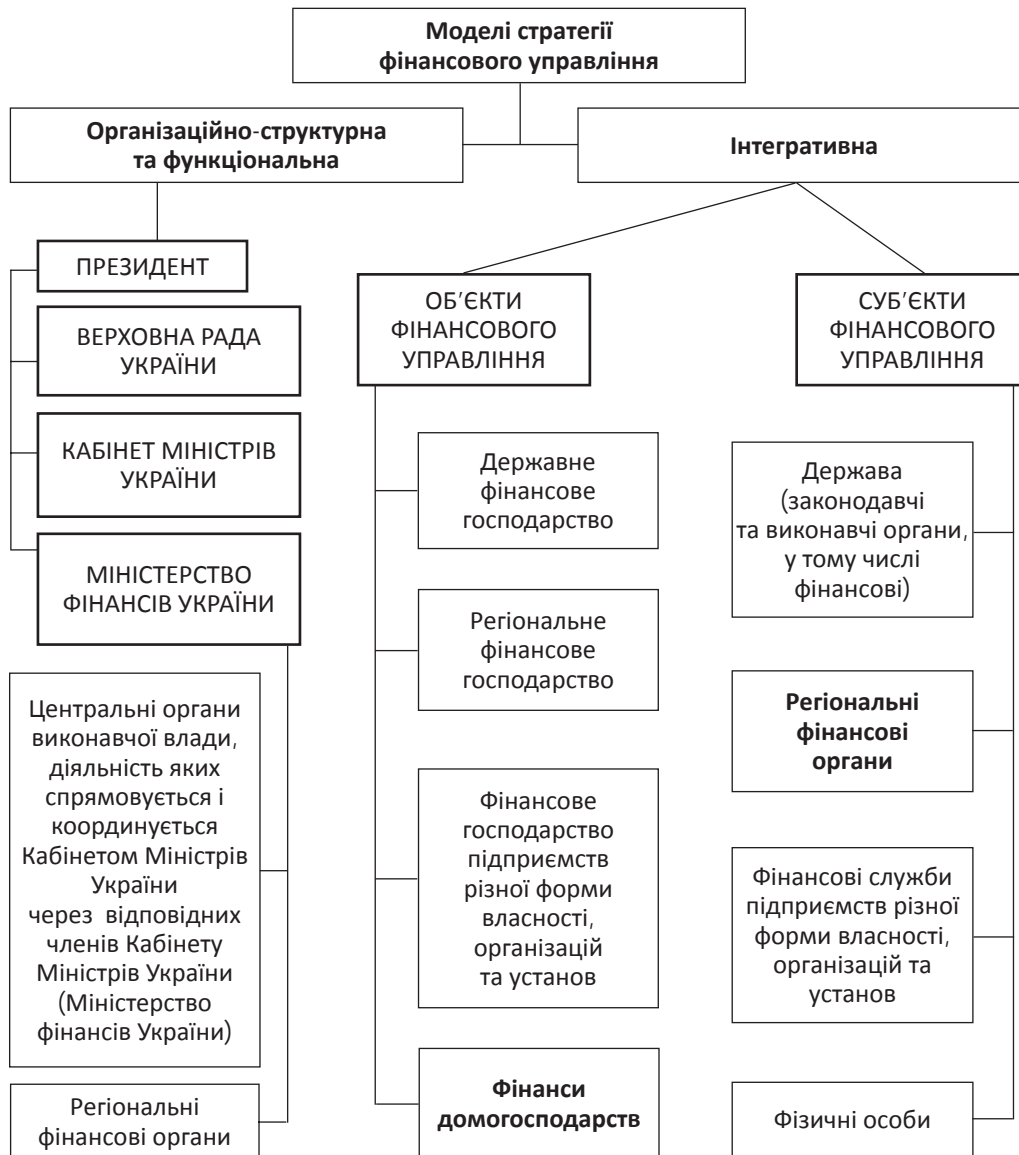 Моделі стратегії
фінансового управління
Організаційно-структурна
та функціональна
Інтегративна
ПРЕЗИДЕНТ
ВЕРХОВНА РАДА
УКРАЇНИ
КАБІНЕТ МІНІСТРІВ
УКРАЇНИ
МІНІСТЕРСТВО
ФІНАНСІВ УКРАЇНИ
Центральні органи
виконавчої влади,
діяльність яких
спрямовується і
координується
Кабінетом Міністрів
України
через відповідних
членів Кабінету
Міністрів України
(Міністерство
фінансів України)
Регіональні
фінансові органи
ОБ’ЄКТИ
ФІНАНСОВОГО
УПРАВЛІННЯ
Державне
фінансове
господарство
Регіональне
фінансове
господарство
Фінансове
господарство
підприємств
різної форми
власності,
організацій
та установ
Фінанси
домогосподарств
СУБ’ЄКТИ
ФІНАНСОВОГО
УПРАВЛІННЯ
Держава
(законодавчі
та виконавчі органи,
у тому числі
фінансові)
Регіональні
фінансові
органи
Фінансові служби
підприємств різної
форми власності,
організацій та
установ
Фізичні особи